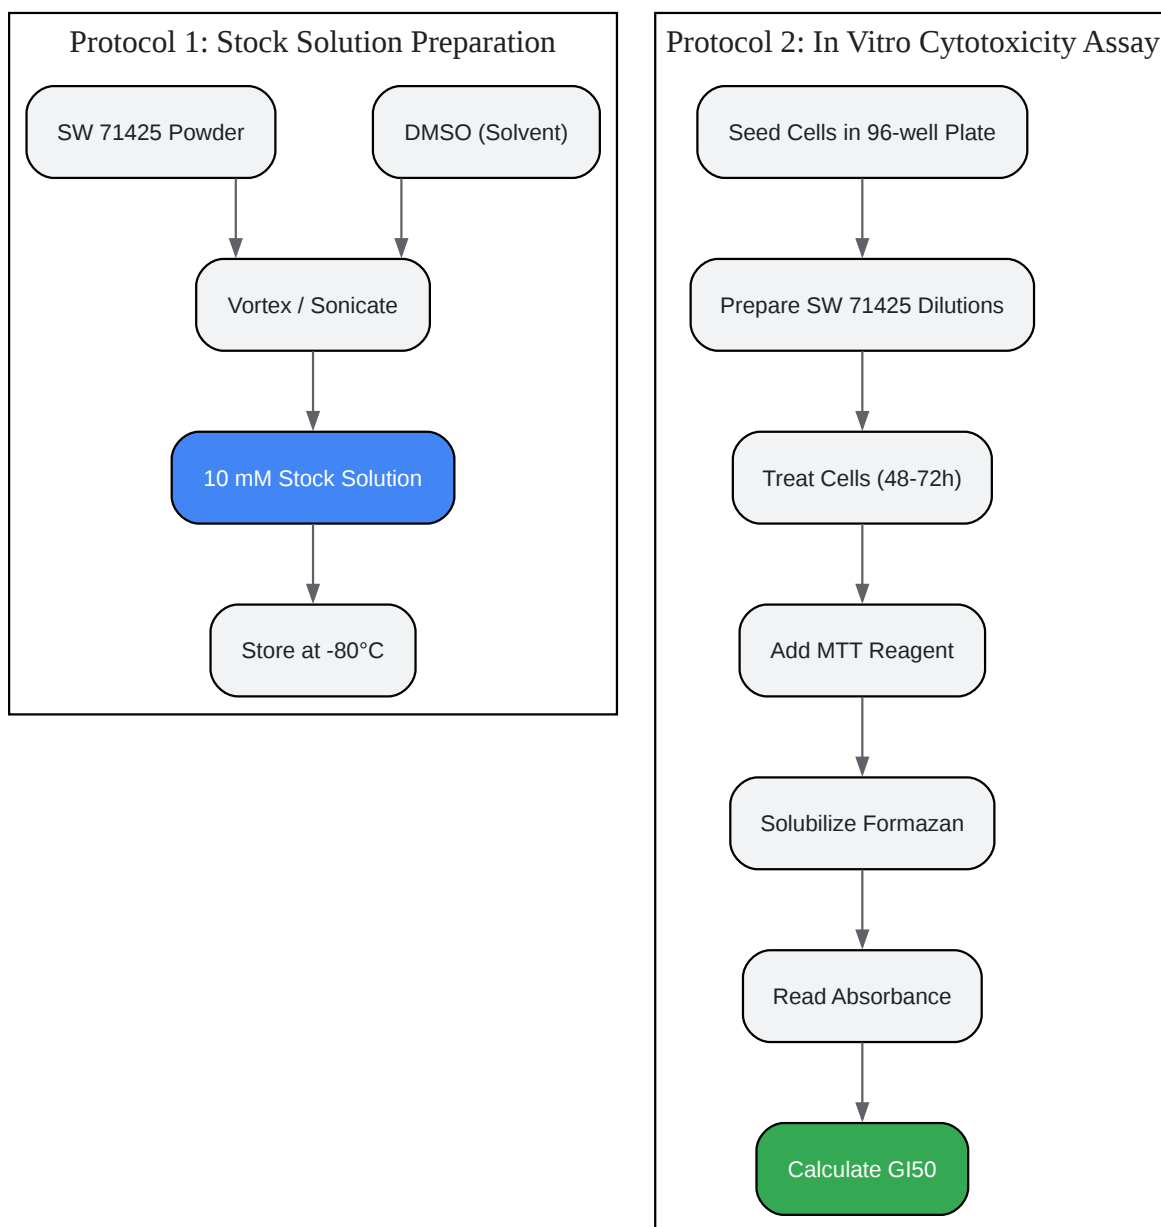 Protocol 1: Stock Solution Preparation
SW 71425 Powder
DMSO (Solvent)
Vortex / Sonicate
10 mM Stock Solution
Store at -80°C
Protocol 2: In Vitro Cytotoxicity Assay
Seed Cells in 96-well Plate
Prepare SW 71425 Dilutions
Treat Cells (48-72h)
Add MTT Reagent
Solubilize Formazan
Read Absorbance
Calculate GI50